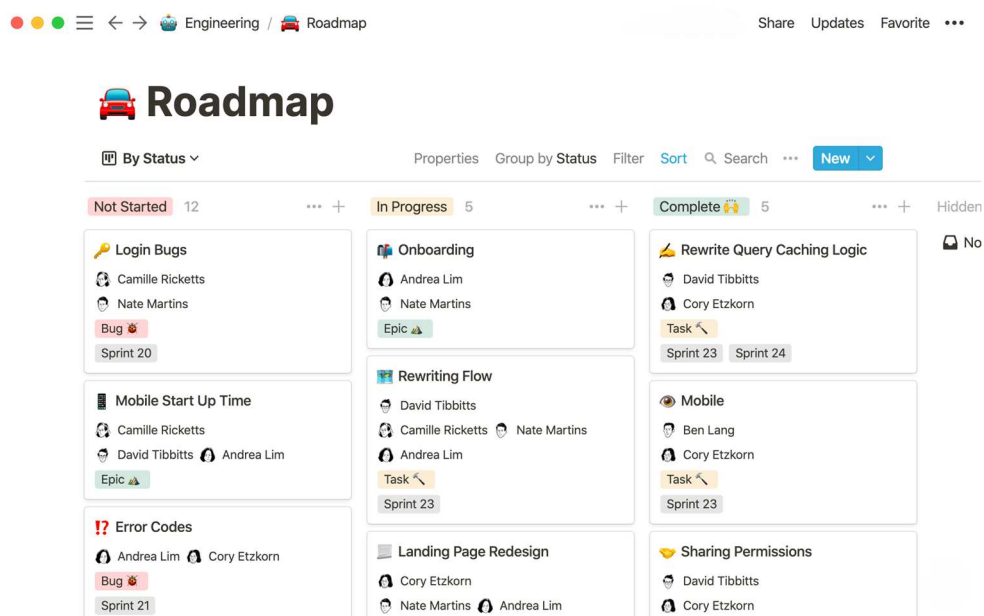 Engineering / Roadmap
Share Updates Favorite
Roadmap
By Status
Properties Group by Status Filter Sort Search New
Not Started 12
Login Bugs
Camille Ricketts
Nate Martins
Bug
Sprint 20
Mobile Start Up Time
Camille Ricketts
David Tibbitts Andrea Lim
Epic
Error Codes
Andrea Lim Cory Etzkorn
Bug
Sprint 21
In Progress 5
Onboarding
Andrea Lim
Nate Martins
Epic
Rewriting Flow
David Tibbitts
Camille Ricketts Nate Martins
Andrea Lim
Task
Sprint 23
Landing Page Redesign
Cory Etzkorn
Nate Martins Andrea Lim
Complete 5
Rewrite Query Caching Logic
David Tibbitts
Cory Etzkorn
Task
Sprint 23 Sprint 24
Mobile
Ben Lang
Cory Etzkorn
Task
Sprint 23
Sharing Permissions
David Tibbitts
Cory Etzkorn
Hidden
No